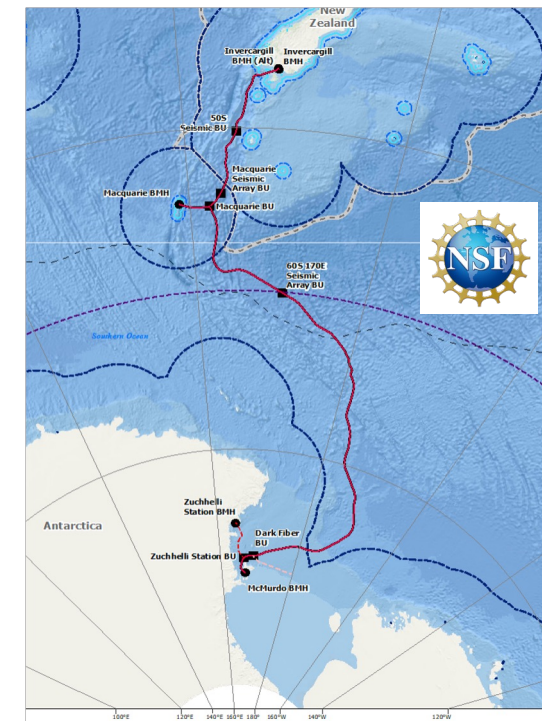 New
Zealand
Invercargill
BMH (Alt)
Invercargill
BMH
50S
Seismic BU
Macquarie
Seismic
Array BU
Macquarie BMH
Macquarie BU
60S 170E
Seismic
Array BU
NSF
Southern Ocean
Zuchhelli
Station BMH
Antarctica
Dark Fiber
BU
Zuchhelli Station BU
McMurdo BMH
100°E
120°E
140°E
160°E
180°
160°W
140°W
120°W